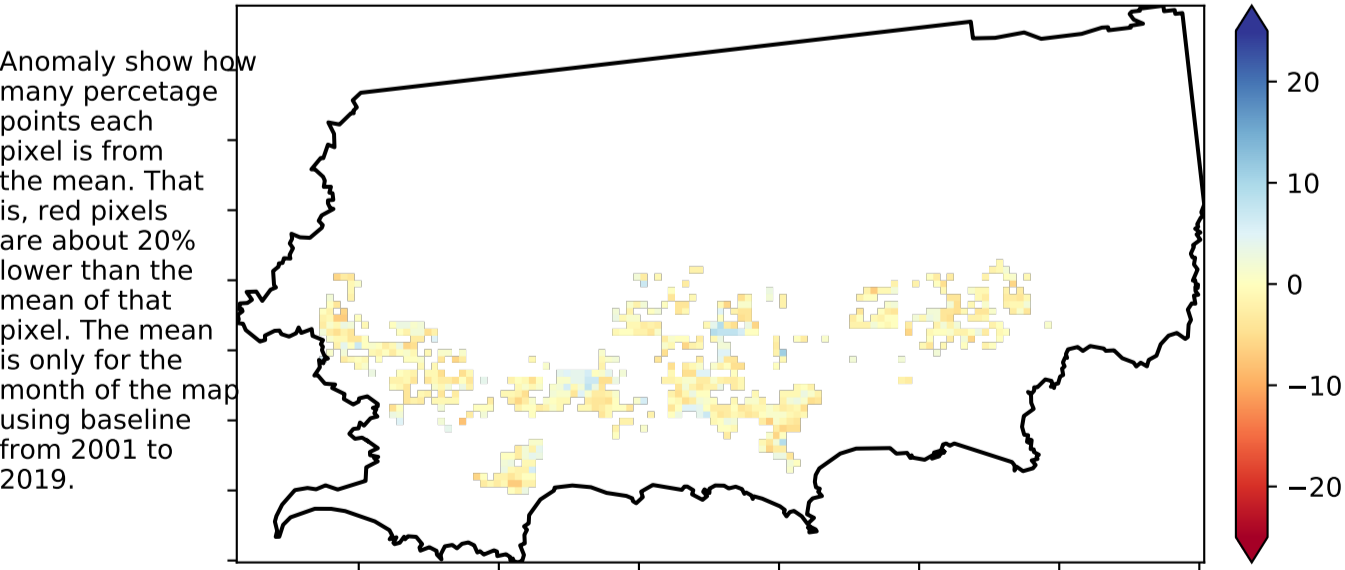 Anomaly show how
many percetage
points each
pixel is from
the mean. That
is, red pixels
are about 20%
lower than the
mean of that
pixel. The mean
is only for the
month of the map
using baseline
from 2001 to
2019.
20
10
0
−10
−20